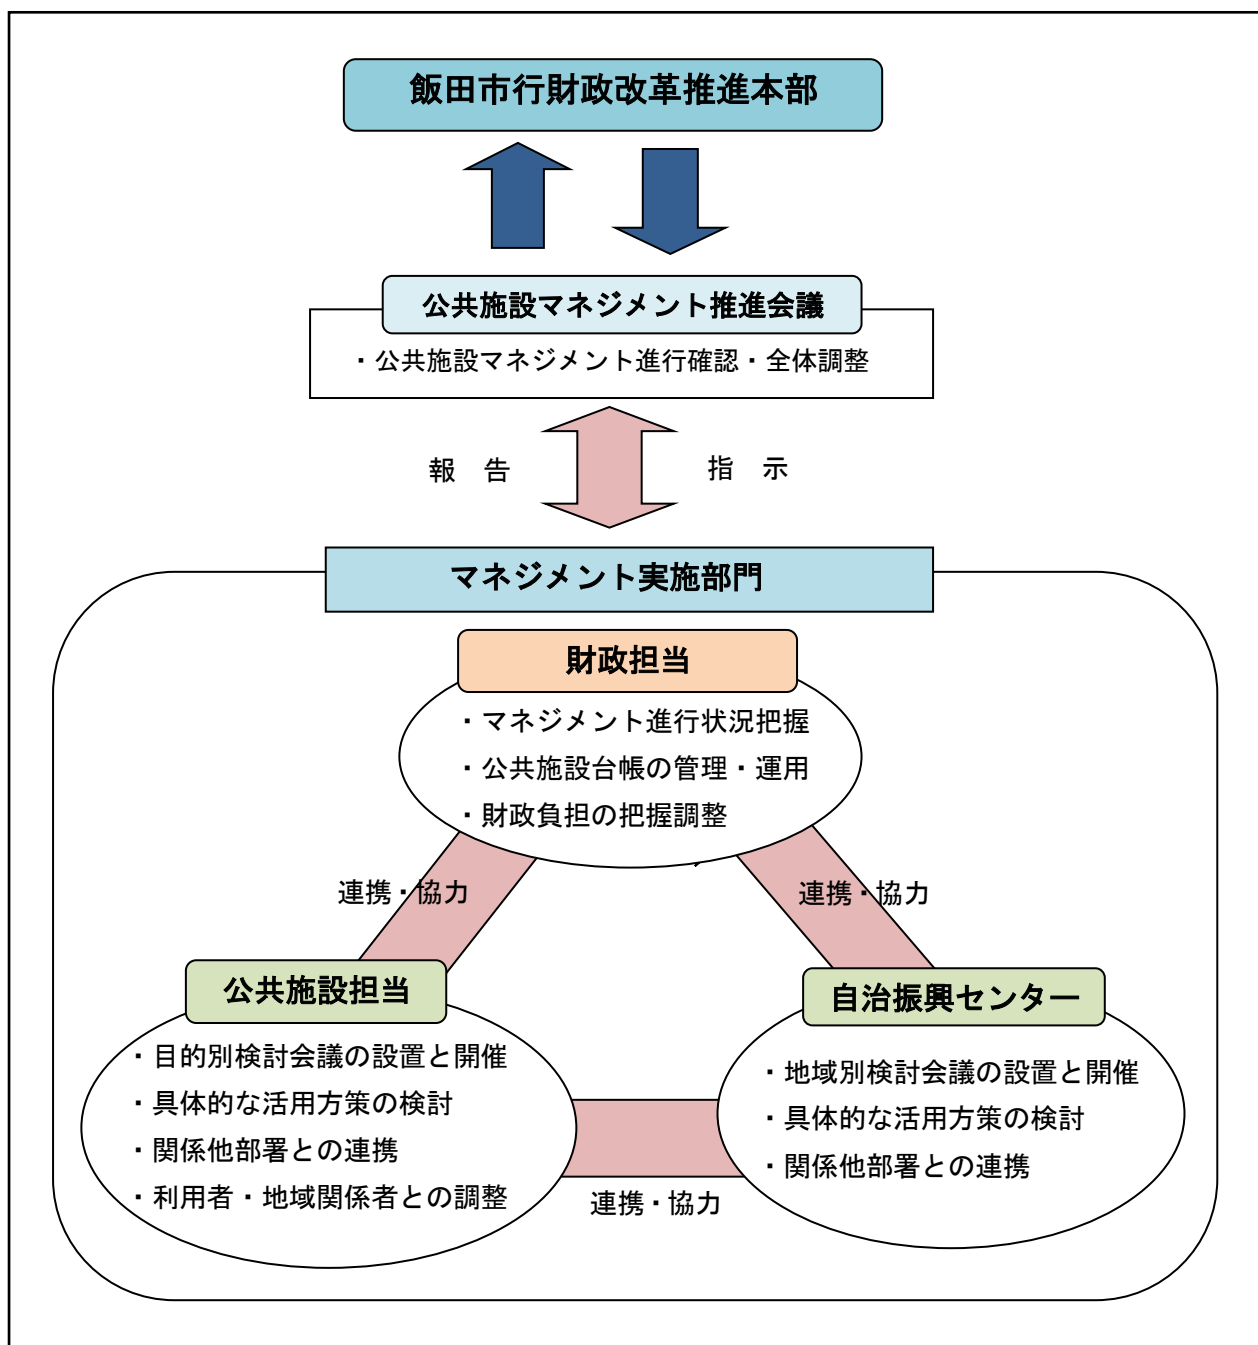 飯田市行財政改革推進本部
公共施設マネジメント推進会議
・公共施設マネジメント進行確認・全体調整
報　告
指　示
マネジメント実施部門
財政担当
・マネジメント進行状況把握
・公共施設台帳の管理・運用
・財政負担の把握調整
連携・協力
連携・協力
公共施設担当
・目的別検討会議の設置と開催
・具体的な活用方策の検討
・関係他部署との連携
・利用者・地域関係者との調整
自治振興センター
・地域別検討会議の設置と開催
・具体的な活用方策の検討
・関係他部署との連携
連携・協力